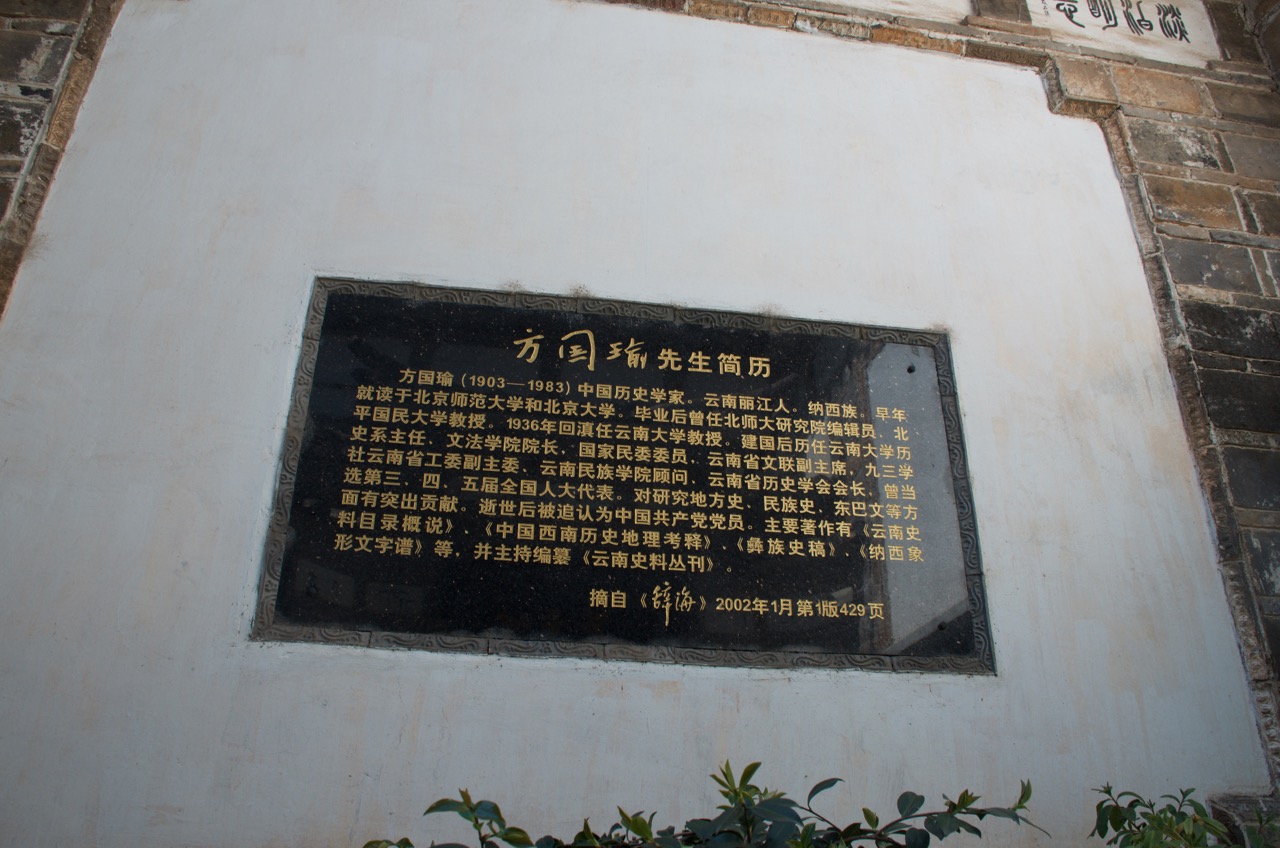 淡泊明志
方国瑜先生简历
方国瑜（1903—1983）中国历史学家。云南丽江人。纳西族。早年
就读于北京师范大学和北京大学。毕业后曾任北师大研究院编辑员、北
平国民大学教授。1936年回滇任云南大学教授。建国后历任云南大学历
史系主任、文法学院院长、国家民委委员、云南省文联副主席，九三学
社云南省工委副主委、云南民族学院顾问、云南省历史学会会长、曾当
选第三、四、五届全国人大代表。对研究地方史、民族史、东巴文等方
面有突出贡献。逝世后被追认为中国共产党党员。主要著作有《云南史
料目录概说》、《中国西南历史地理考释》、《彝族史稿》、《纳西象
形文字谱》等，并主持编纂《云南史料丛刊》。
摘自《辞海》2002年1月第1版429页